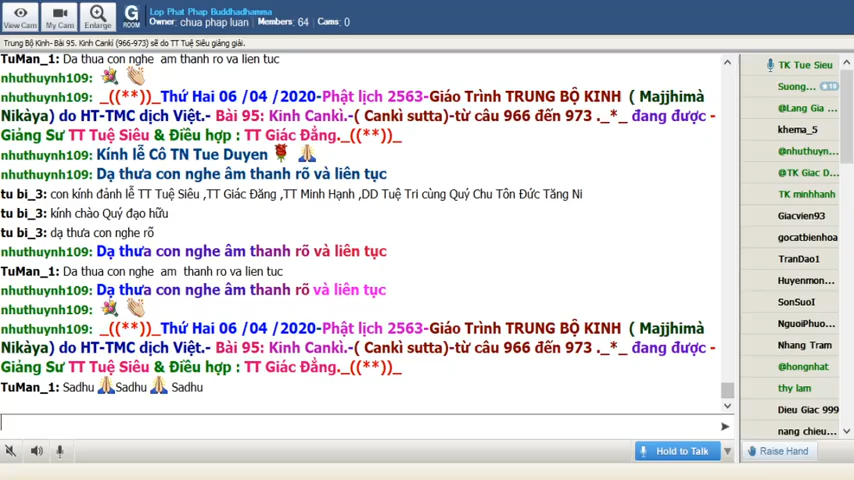 View Cam
My Cam
Enlarge
G
ROOM
Lop Phat Phap Buddhadhamma
Owner: chua phap luan Members: 64 Cams: 0
Trung Bộ Kinh- Bài 95. Kinh Cankì (966-973) sẽ do TT Tuệ Siêu giảng giải.
TuMan_1: Da thưa con nghe am thanh ro va lien tuc
nhuthuynh109:
nhuthuynh109: _((**))_Thứ Hai 06 /04 /2020-Phật lịch 2563-Giáo Trình TRUNG BỘ KINH ( Majjhimà
Nikàya) do HT-TMC dịch Việt.- Bài 95: Kinh Cankì.-( Cankì sutta)-từ câu 966 đến 973 ._*_ đang được -
Giảng Sư TT Tuệ Siêu & Điều hợp : TT Giác Đẳng._((**))_
nhuthuynh109: Kính lễ Cô TN Tue Duyen
nhuthuynh109: Dạ thưa con nghe âm thanh rõ và liên tục
tu bi_3: con kính đảnh lễ TT Tuệ Siêu ,TT Giác Đăng ,TT Minh Hạnh ,DD Tuệ Tri cùng Quý Chu Tôn Đức Tăng Ni
tu bi_3: kính chào Quý đạo hữu
tu bi_3: dạ thưa con nghe rõ
nhuthuynh109: Dạ thưa con nghe âm thanh rõ và liên tục
TuMan_1: Da thua con nghe am thanh ro va lien tuc
nhuthuynh109: Dạ thưa con nghe âm thanh rõ và liên tục
nhuthuynh109:
nhuthuynh109: _((**))_Thứ Hai 06 /04 /2020-Phật lịch 2563-Giáo Trình TRUNG BỘ KINH ( Majjhimà
Nikàya) do HT-TMC dịch Việt.- Bài 95: Kinh Cankì.-( Cankì sutta)-từ câu 966 đến 973 ._*_ đang được -
Giảng Sư TT Tuệ Siêu & Điều hợp : TT Giác Đẳng._((**))_
TuMan_1: Sadhu Sadhu Sadhu
Hold to Talk
TK Tue Sieu
Suong...
@Lang Gia ...
khema_5
@nhuthuyn...
@TK Giac D...
TK minhhanh
Giacvien93
gocatbienhoa
TranDao1
Huyenmon...
SonSuoI
NguoiPhuo...
Nhang Tram
@hongnhat
thy lam
Dieu Giac 999
nang chieu...
Raise Hand